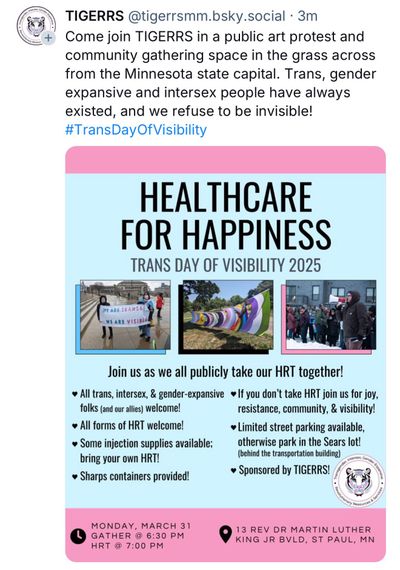 TIGERRS @tigerrsmm.bsky.social · 3m
Come join TIGERRS in a public art protest and
community gathering space in the grass across
from the Minnesota state capital. Trans, gender
expansive and intersex people have always
existed, and we refuse to be invisible!
#TransDayOfVisibility
HEALTHCARE
FOR HAPPINESS
TRANS DAY OF VISIBILITY 2025
Join us as we all publicly take our HRT together!
♥ All trans, intersex, & gender-expansive
folks (and our allies) welcome!
♥ All forms of HRT welcome!
♥ Some injection supplies available;
bring your own HRT!
♥ Sharps containers provided!
♥ If you don't take HRT join us for joy,
resistance, community, & visibility!
♥ Limited street parking available,
otherwise park in the Sears lot!
(behind the transportation building)
♥ Sponsored by TIGERRS!
MONDAY, MARCH 31
GATHER @ 6:30 PM
HRT @ 7:00 PM
13 REV DR MARTIN LUTHER
KING JR BVLD, ST PAUL, MN